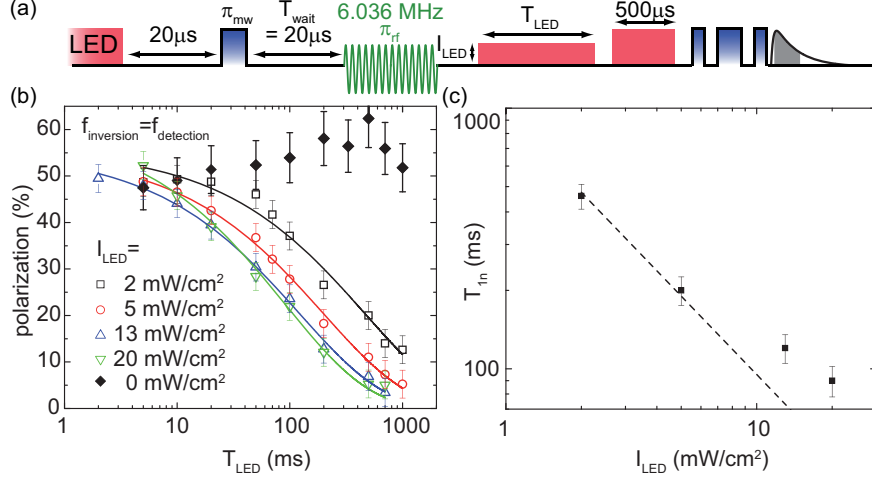 (a)
LED
20μs
π_mw
T_wait
= 20μs
6.036 MHz
π_rf
I_LED
T_LED
500μs
(b)
f_inversion=f_detection
polarization (%)
60
50
40
30
20
10
0
I_LED=
2 mW/cm²
5 mW/cm²
13 mW/cm²
20 mW/cm²
0 mW/cm²
1
10
100
1000
T_LED (ms)
(c)
T_1n (ms)
1000
100
1
10
I_LED (mW/cm²)